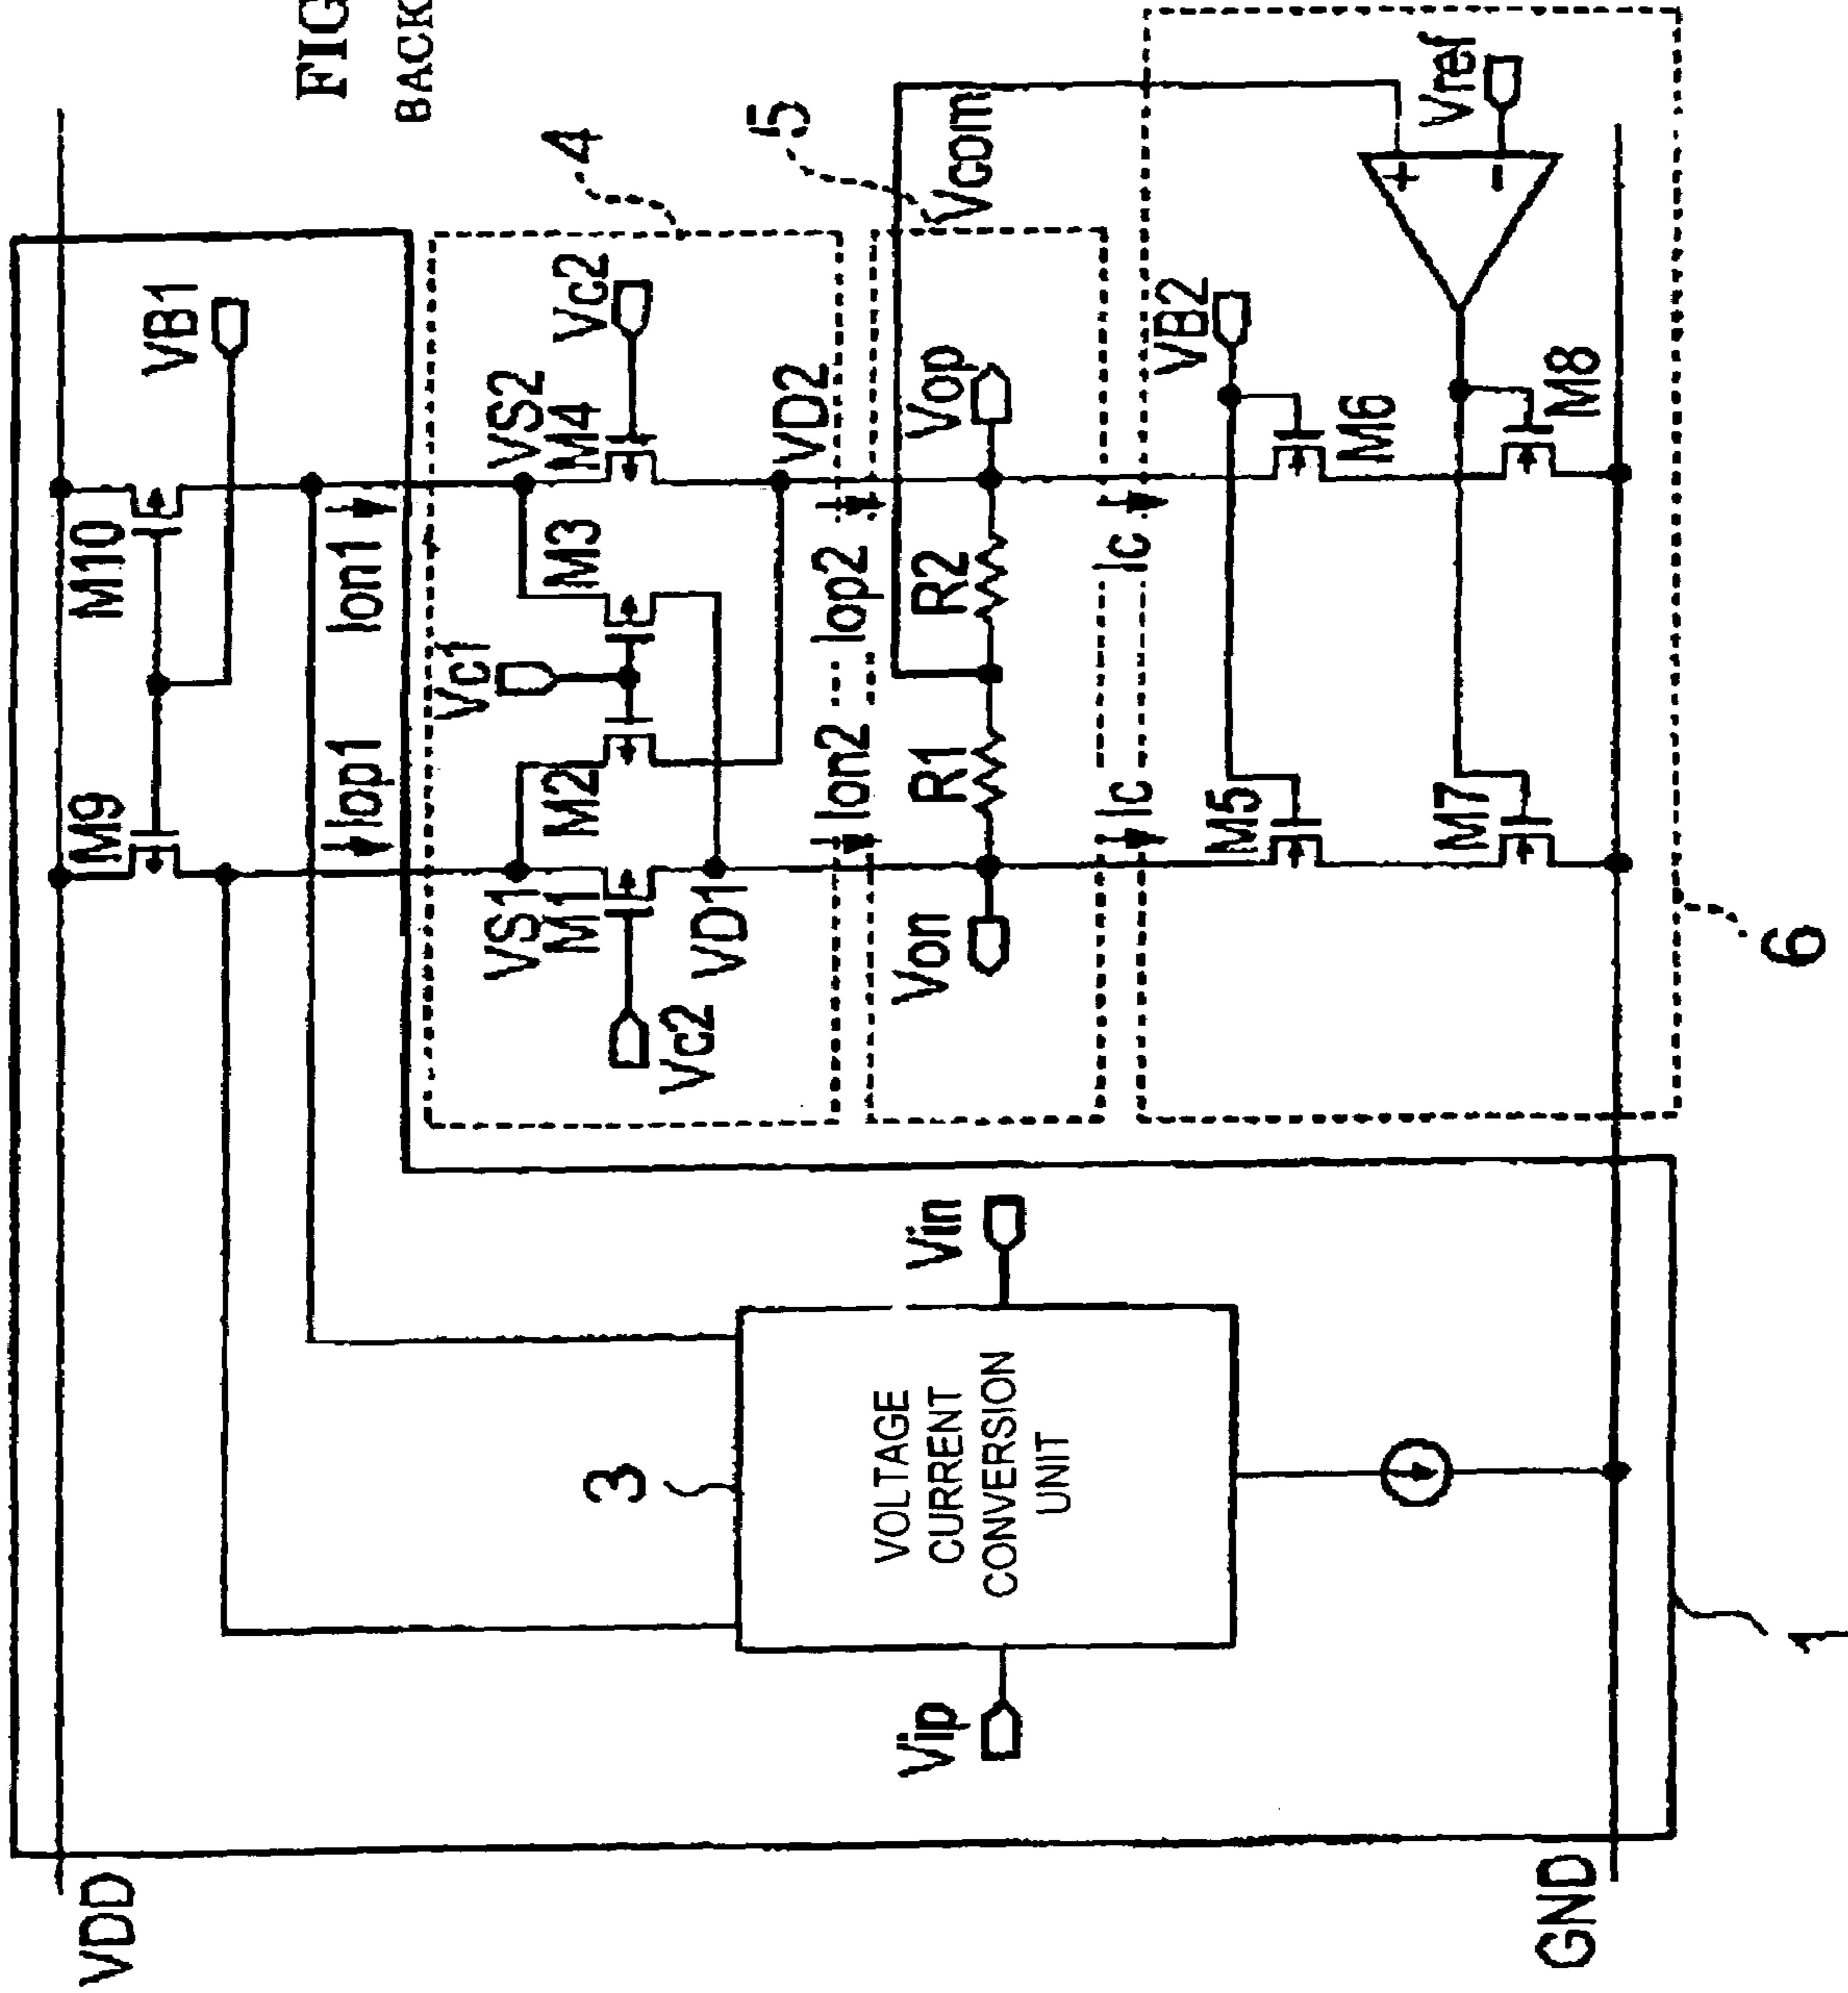 FIG
BACK
VDD
M9
M10
VB1
Iop1
Ion1
4
VS1
M1
Vc2
VD1
M2
Vc1
M3
VS2
M4
Vc2
VD2
Ion2
Iop2
5
Vcom
Von
R1
R2
Vop
Ic
Ic
VB2
M5
M6
M7
M8
Vref
+
-
6
3
VOLTAGE
CURRENT
CONVERSION
UNIT
Vip
Vin
GND
1